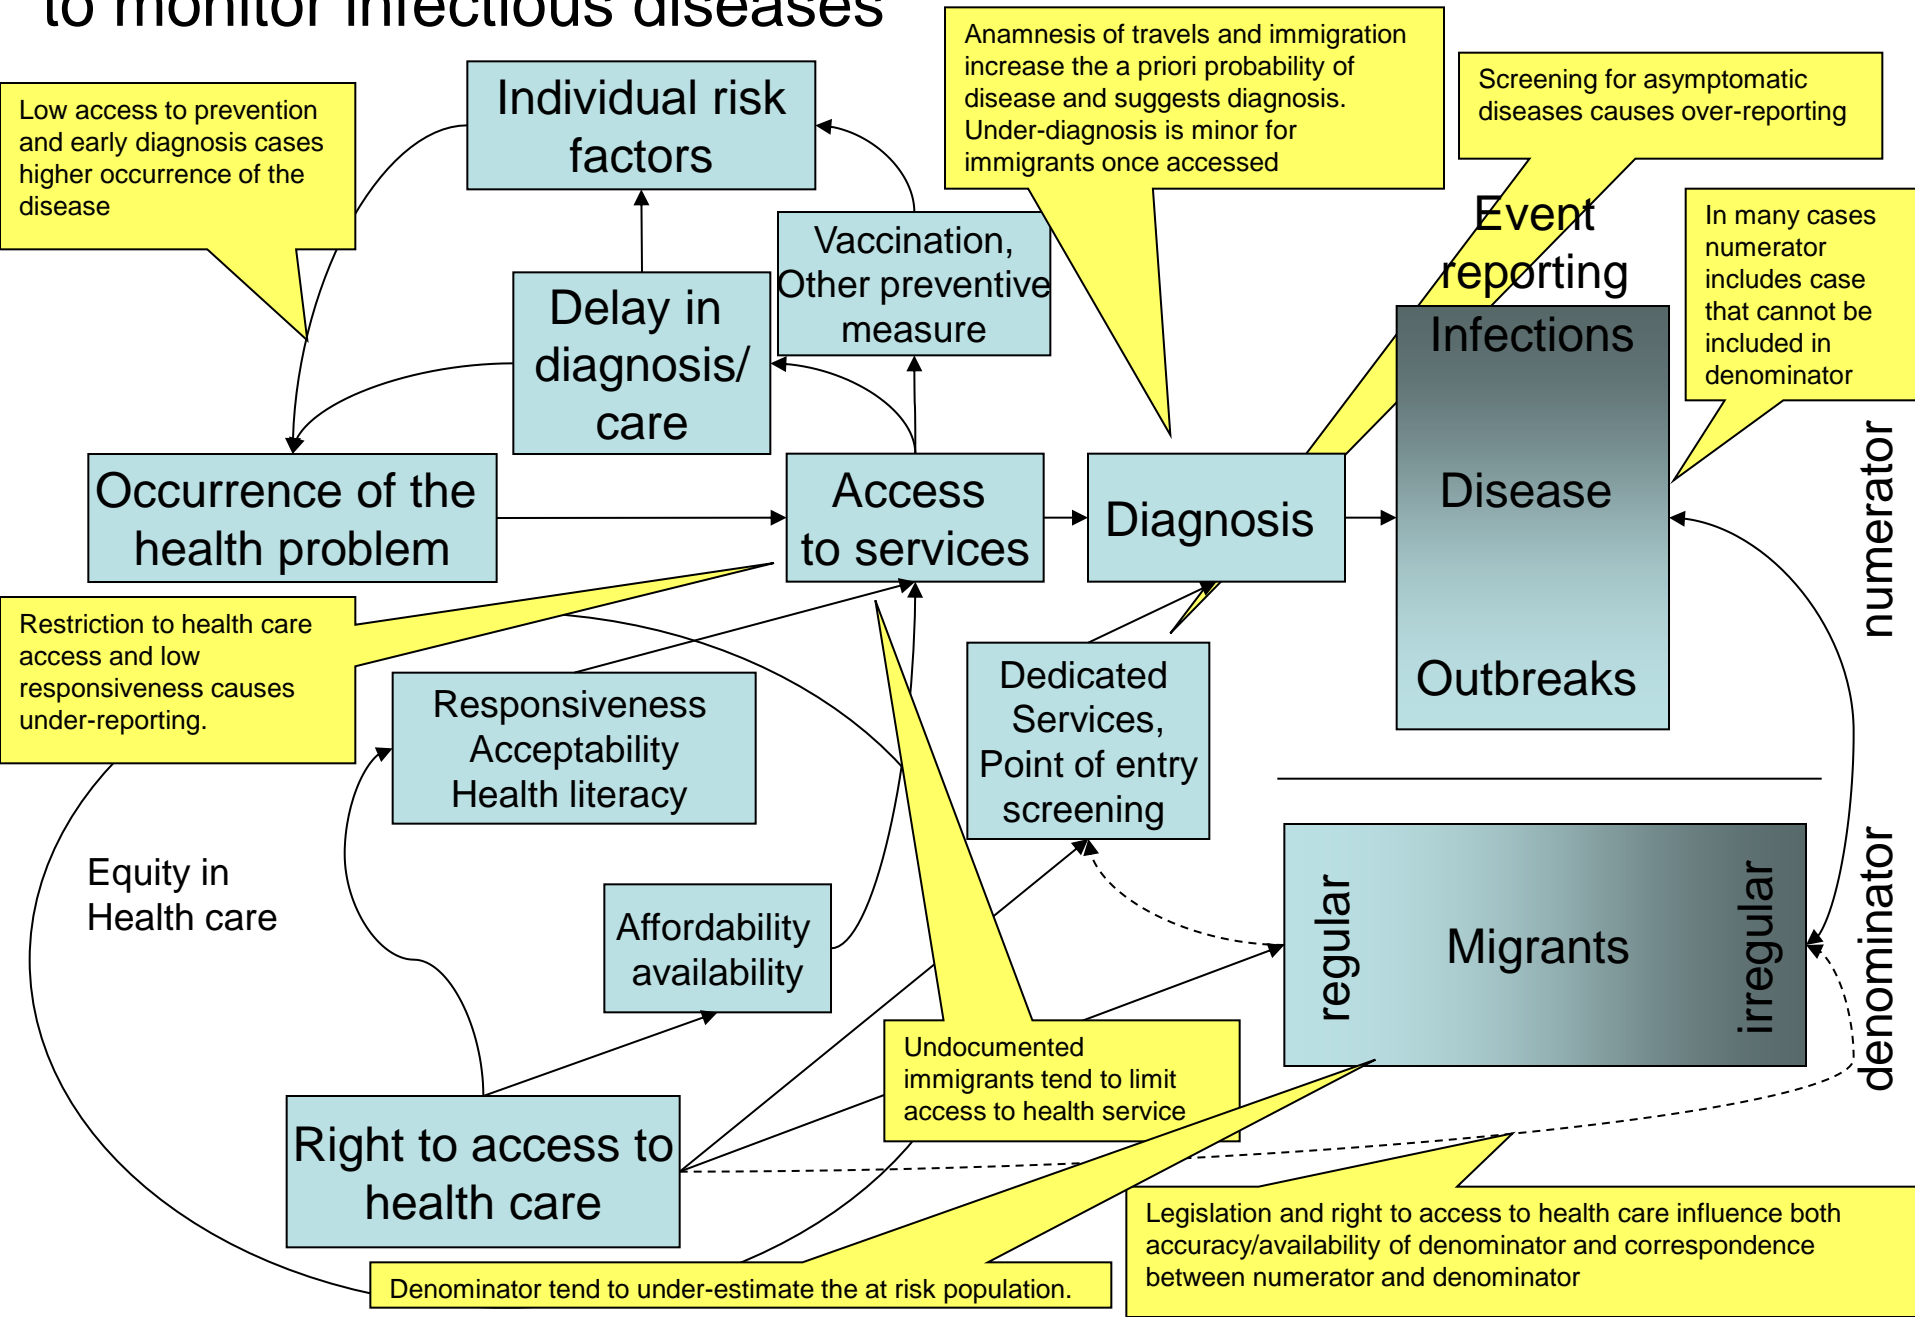 to monitor infectious diseases
Anamnesis of travels and immigration
increase the a priori probability of
disease and suggests diagnosis.
Under-diagnosis is minor for
immigrants once accessed
Screening for asymptomatic
diseases causes over-reporting
Low access to prevention
and early diagnosis cases
higher occurrence of the
disease
Individual risk
factors
Vaccination,
Other preventive
measure
Event
reporting
In many cases
numerator
includes case
that cannot be
included in
denominator
Delay in
diagnosis/
care
Infections
Disease
Outbreaks
numerator
Occurrence of the
health problem
Access
to services
Diagnosis
Restriction to health care
access and low
responsiveness causes
under-reporting.
Responsiveness
Acceptability
Health literacy
Dedicated
Services,
Point of entry
screening
Equity in
Health care
Affordability
availability
regular
Migrants
irregular
denominator
Undocumented
immigrants tend to limit
access to health service
Right to access to
health care
Legislation and right to access to health care influence both
accuracy/availability of denominator and correspondence
between numerator and denominator
Denominator tend to under-estimate the at risk population.